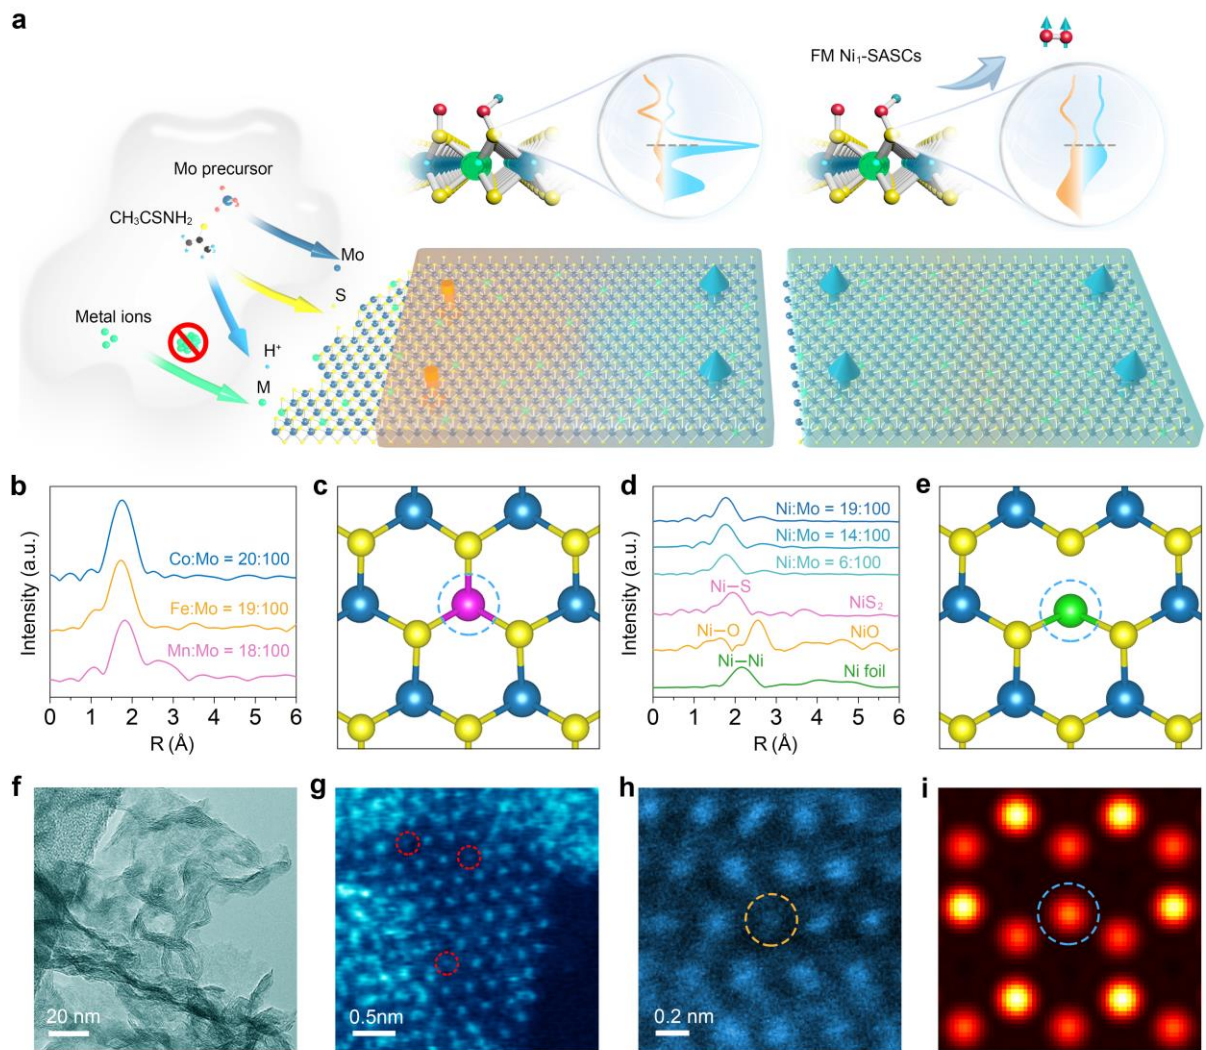 a
FM Ni₁-SASCs
Mo precursor
CH₃CSNH₂
Mo
S
Metal ions
H⁺
M
b
Intensity (a.u.)
Co:Mo = 20:100
Fe:Mo = 19:100
Mn:Mo = 18:100
0 1 2 3 4 5 6
R (Å)
c
d
Intensity (a.u.)
Ni:Mo = 19:100
Ni:Mo = 14:100
Ni:Mo = 6:100
Ni–S
NiS₂
Ni–O
NiO
Ni–Ni
Ni foil
0 1 2 3 4 5 6
R (Å)
e
f
20 nm
g
0.5nm
h
0.2 nm
i